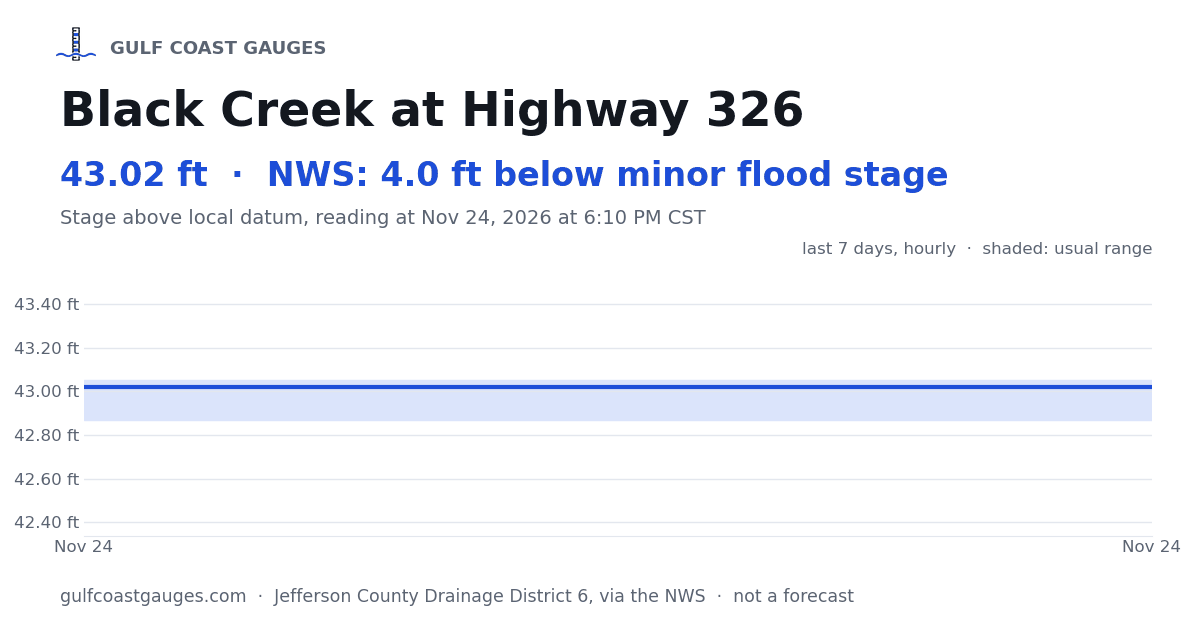 GULF COAST GAUGES
Black Creek at Highway 326
43.02 ft · NWS: 4.0 ft below minor flood stage
Stage above local datum, reading at Nov 24, 2026 at 6:10 PM CST
last 7 days, hourly · shaded: usual range
43.40 ft
43.20 ft
43.00 ft
42.80 ft
42.60 ft
42.40 ft
Nov 24 Nov 24
gulfcoastgauges.com · Jefferson County Drainage District 6, via the NWS · not a forecast